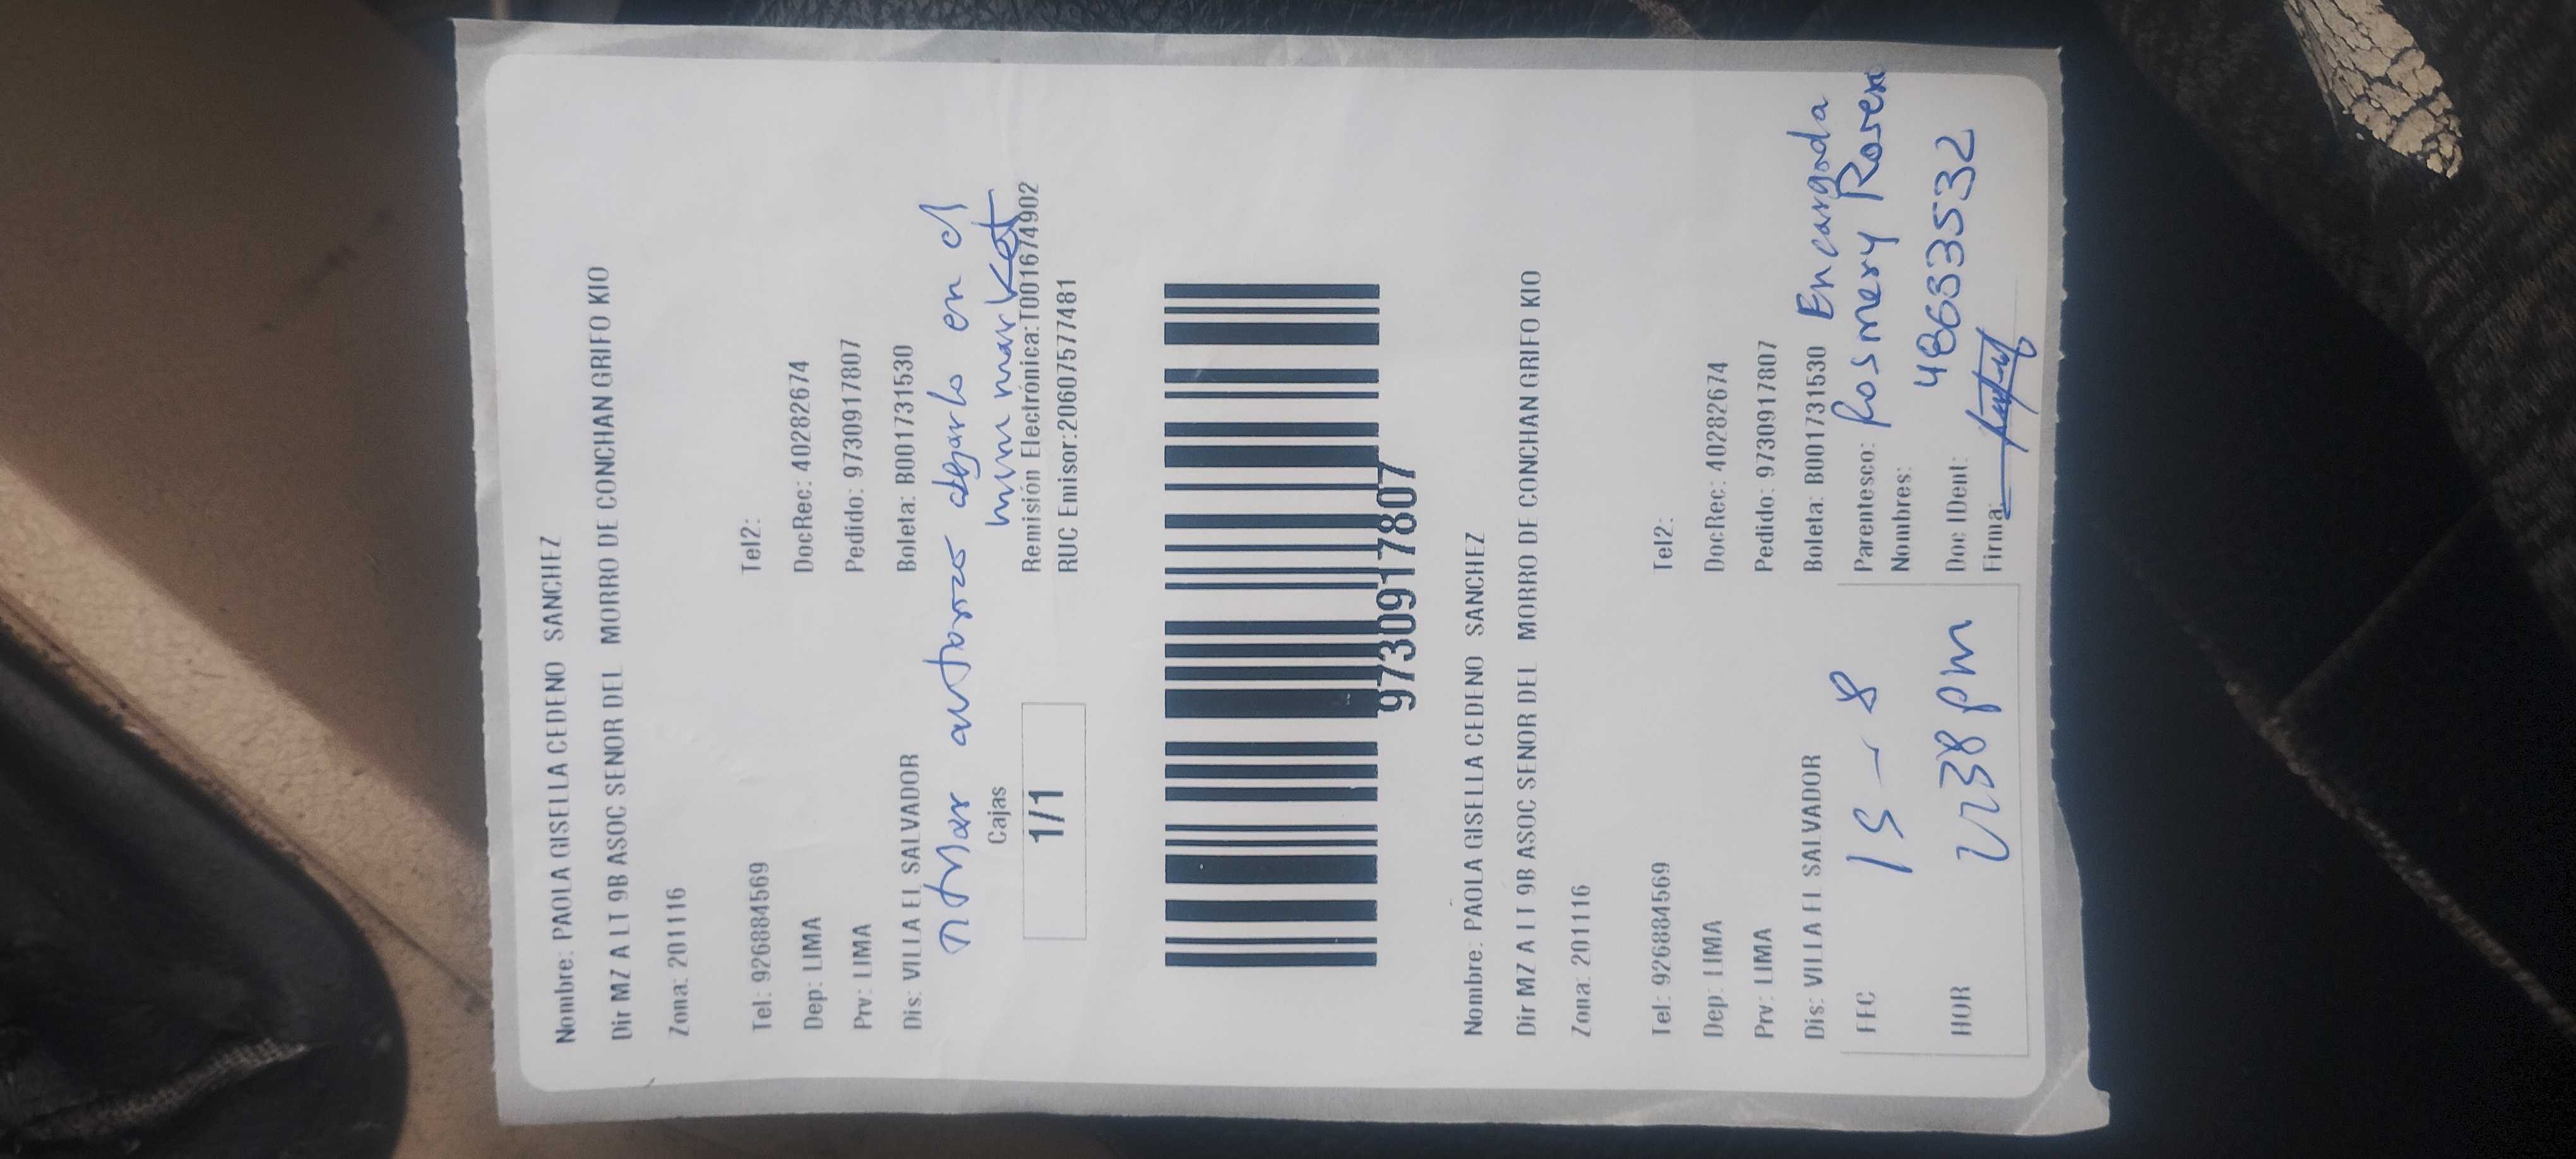 Nombre: PAOLA GISELLA CEDENO SANCHEZ
Dir MZ A LT 9B ASOC SENOR DEL MORRO DE CONCHAN GRIFO KIO
Zona: 201116
Tel: 926884569 Tel2:
Dep: LIMA DocRec: 40282674
Prv: LIMA Pedido: 9730917807
Dis: VILLA EL SALVADOR Boleta: B001731530
autorizo dejarlo en el
Cajas
mini market
1/1 Remisión Electrónica:T001674902
RUC Emisor:20607577481
9730917807
Nombre: PAOLA GISELLA CEDENO SANCHEZ
Dir MZ A LT 9B ASOC SENOR DEL MORRO DE CONCHAN GRIFO KIO
Zona: 201116
Tel: 926884569 Tel2:
Dep: LIMA DocRec: 40282674
Prv: LIMA Pedido: 9730917807
Dis: VILLA EL SALVADOR Boleta: B001731530
Encargada
FEC 15-8 Parentesco: Rosmery
Nombres:
HOR 2:38 pm Doc IDent:
Firma: